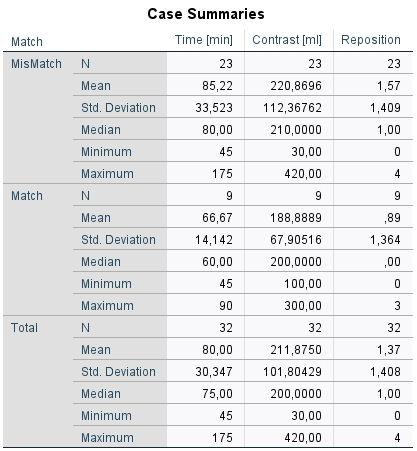 Case Summaries
Match Time [min] Contrast [ml] Reposition
MisMatch N 23 23 23
Mean 85,22 220,8696 1,57
Std. Deviation 33,523 112,36762 1,409
Median 80,00 210,0000 1,00
Minimum 45 30,00 0
Maximum 175 420,00 4
Match N 9 9 9
Mean 66,67 188,8889 ,89
Std. Deviation 14,142 67,90516 1,364
Median 60,00 200,0000 ,00
Minimum 45 100,00 0
Maximum 90 300,00 3
Total N 32 32 32
Mean 80,00 211,8750 1,37
Std. Deviation 30,347 101,80429 1,408
Median 75,00 200,0000 1,00
Minimum 45 30,00 0
Maximum 175 420,00 4